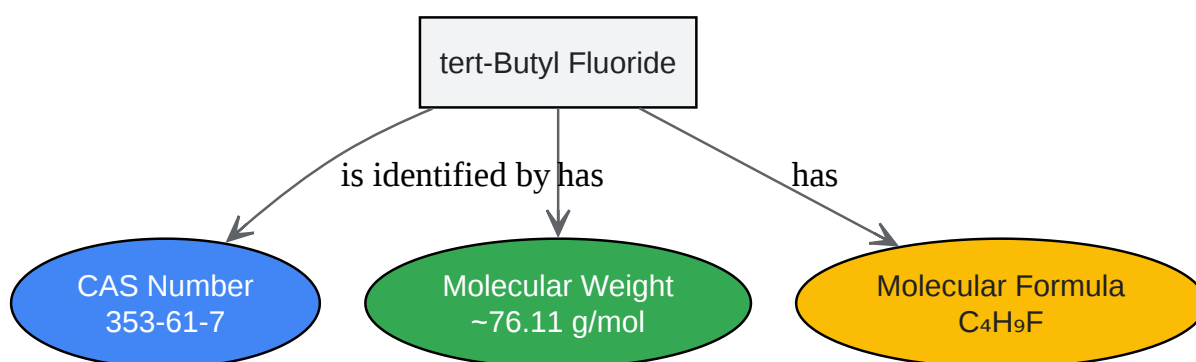 tert-Butyl Fluoride
is identified by
has
has
CAS Number
353-61-7
Molecular Weight
~76.11 g/mol
Molecular Formula
C₄H₉F